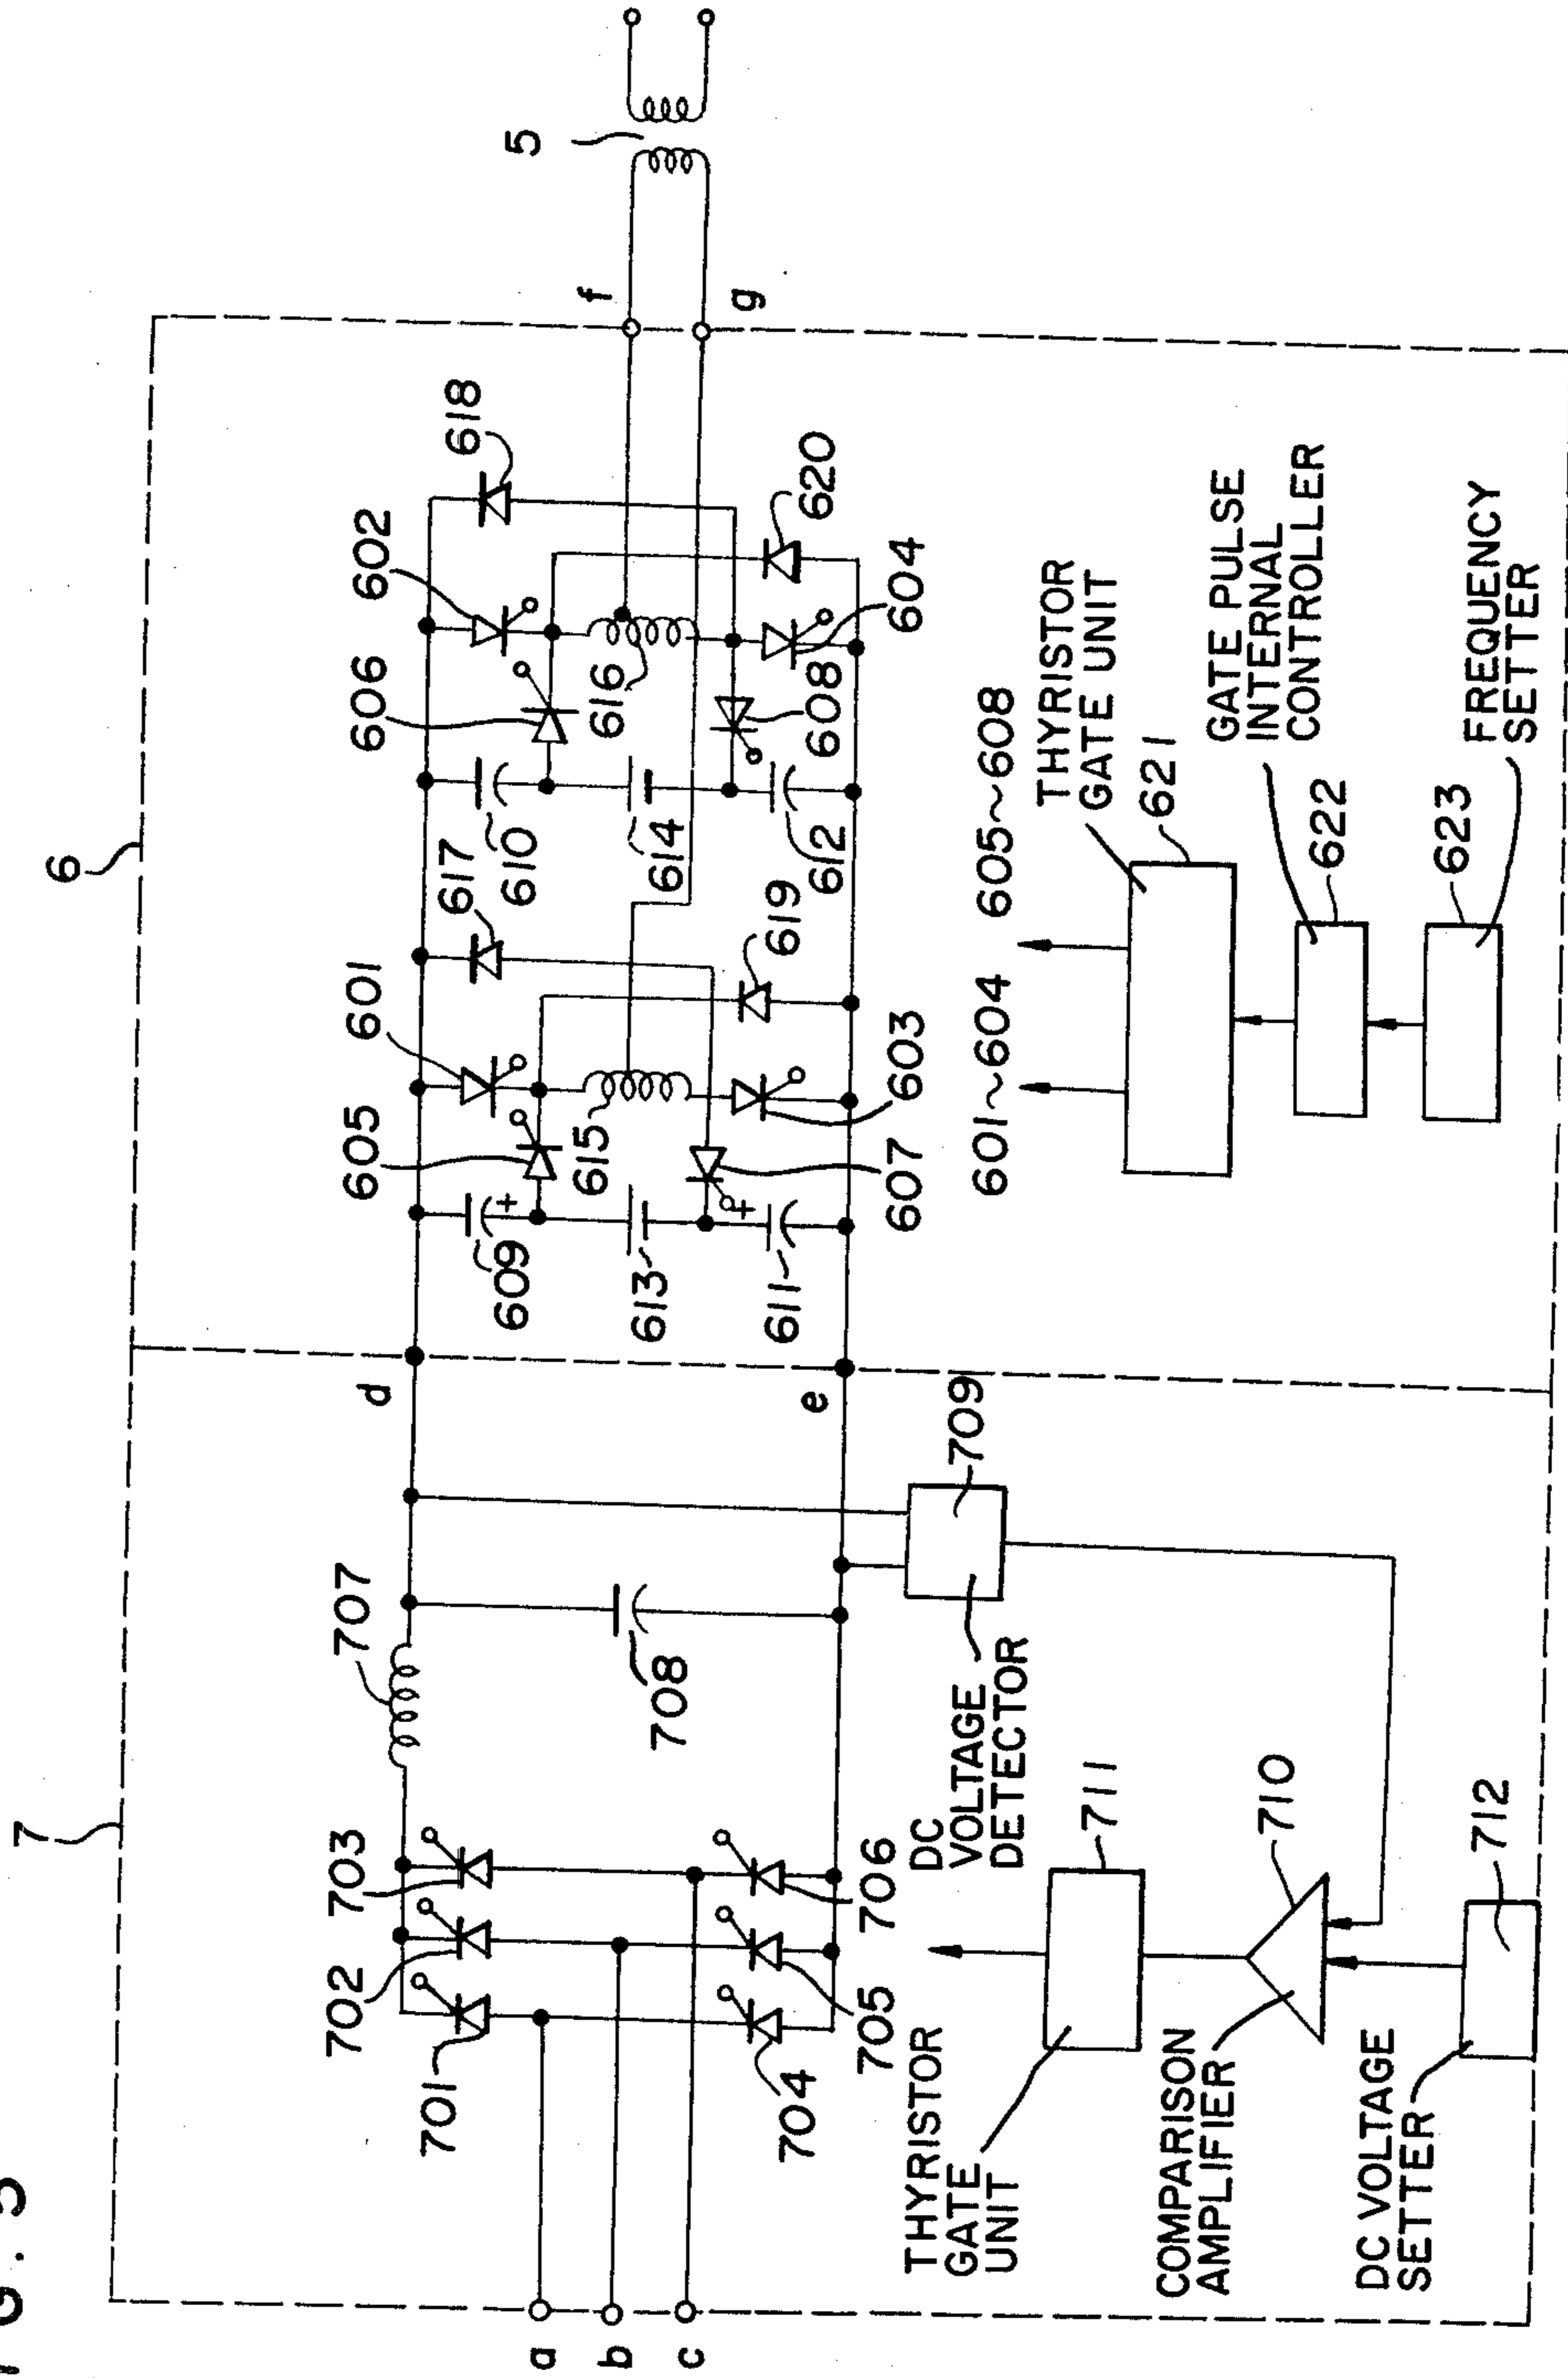 7
6
5
703
702
701
707
708
704
705
706
a
b
c
d
e
f
g
601
605
609
615
613
611
607
603
617
619
602
606
610
616
614
612
608
604
618
620
DC
VOLTAGE
DETECTOR
709
THYRISTOR
GATE
UNIT
711
COMPARISON
AMPLIFIER
710
DC VOLTAGE
SETTER
712
601~604
605~608
THYRISTOR
GATE UNIT
621
GATE PULSE
INTERNAL
CONTROLLER
622
FREQUENCY
SETTER
623
+
+